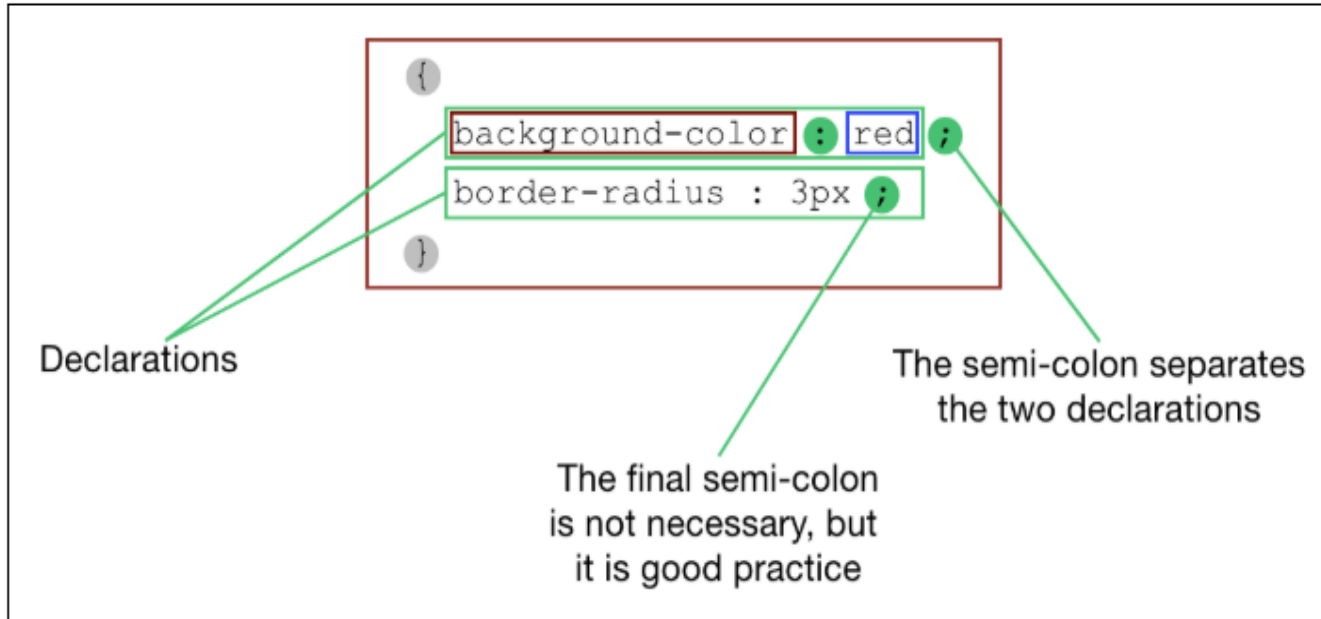 {
background-color : red ;
border-radius : 3px ;
}
Declarations
The semi-colon separates
the two declarations
The final semi-colon
is not necessary, but
it is good practice